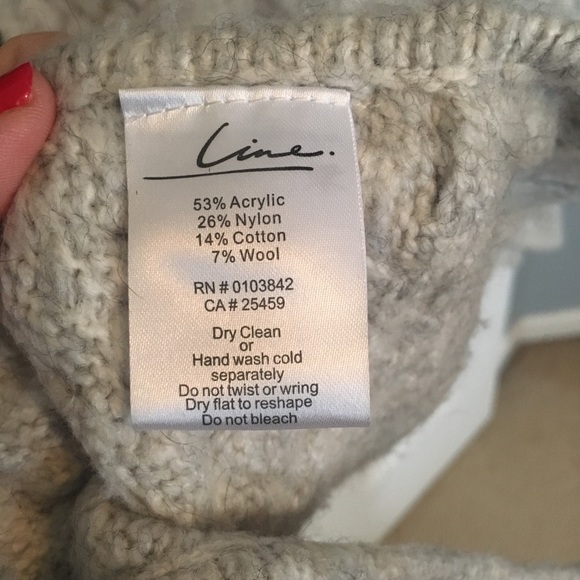 Line.
53% Acrylic
26% Nylon
14% Cotton
7% Wool
RN # 0103842
CA # 25459
Dry Clean
or
Hand wash cold
separately
Do not twist or wring
Dry flat to reshape
Do not bleach